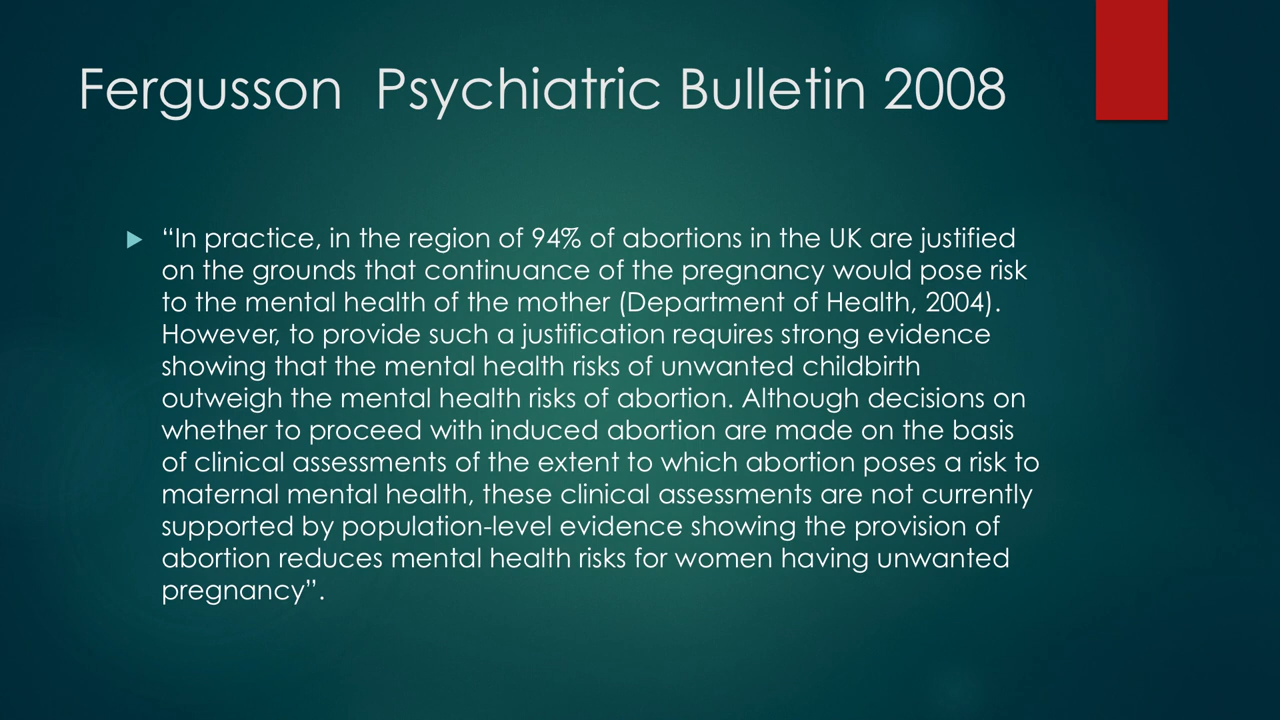 Fergusson Psychiatric Bulletin 2008
“In practice, in the region of 94% of abortions in the UK are justified
on the grounds that continuance of the pregnancy would pose risk
to the mental health of the mother (Department of Health, 2004).
However, to provide such a justification requires strong evidence
showing that the mental health risks of unwanted childbirth
outweigh the mental health risks of abortion. Although decisions on
whether to proceed with induced abortion are made on the basis
of clinical assessments of the extent to which abortion poses a risk to
maternal mental health, these clinical assessments are not currently
supported by population-level evidence showing the provision of
abortion reduces mental health risks for women having unwanted
pregnancy”.